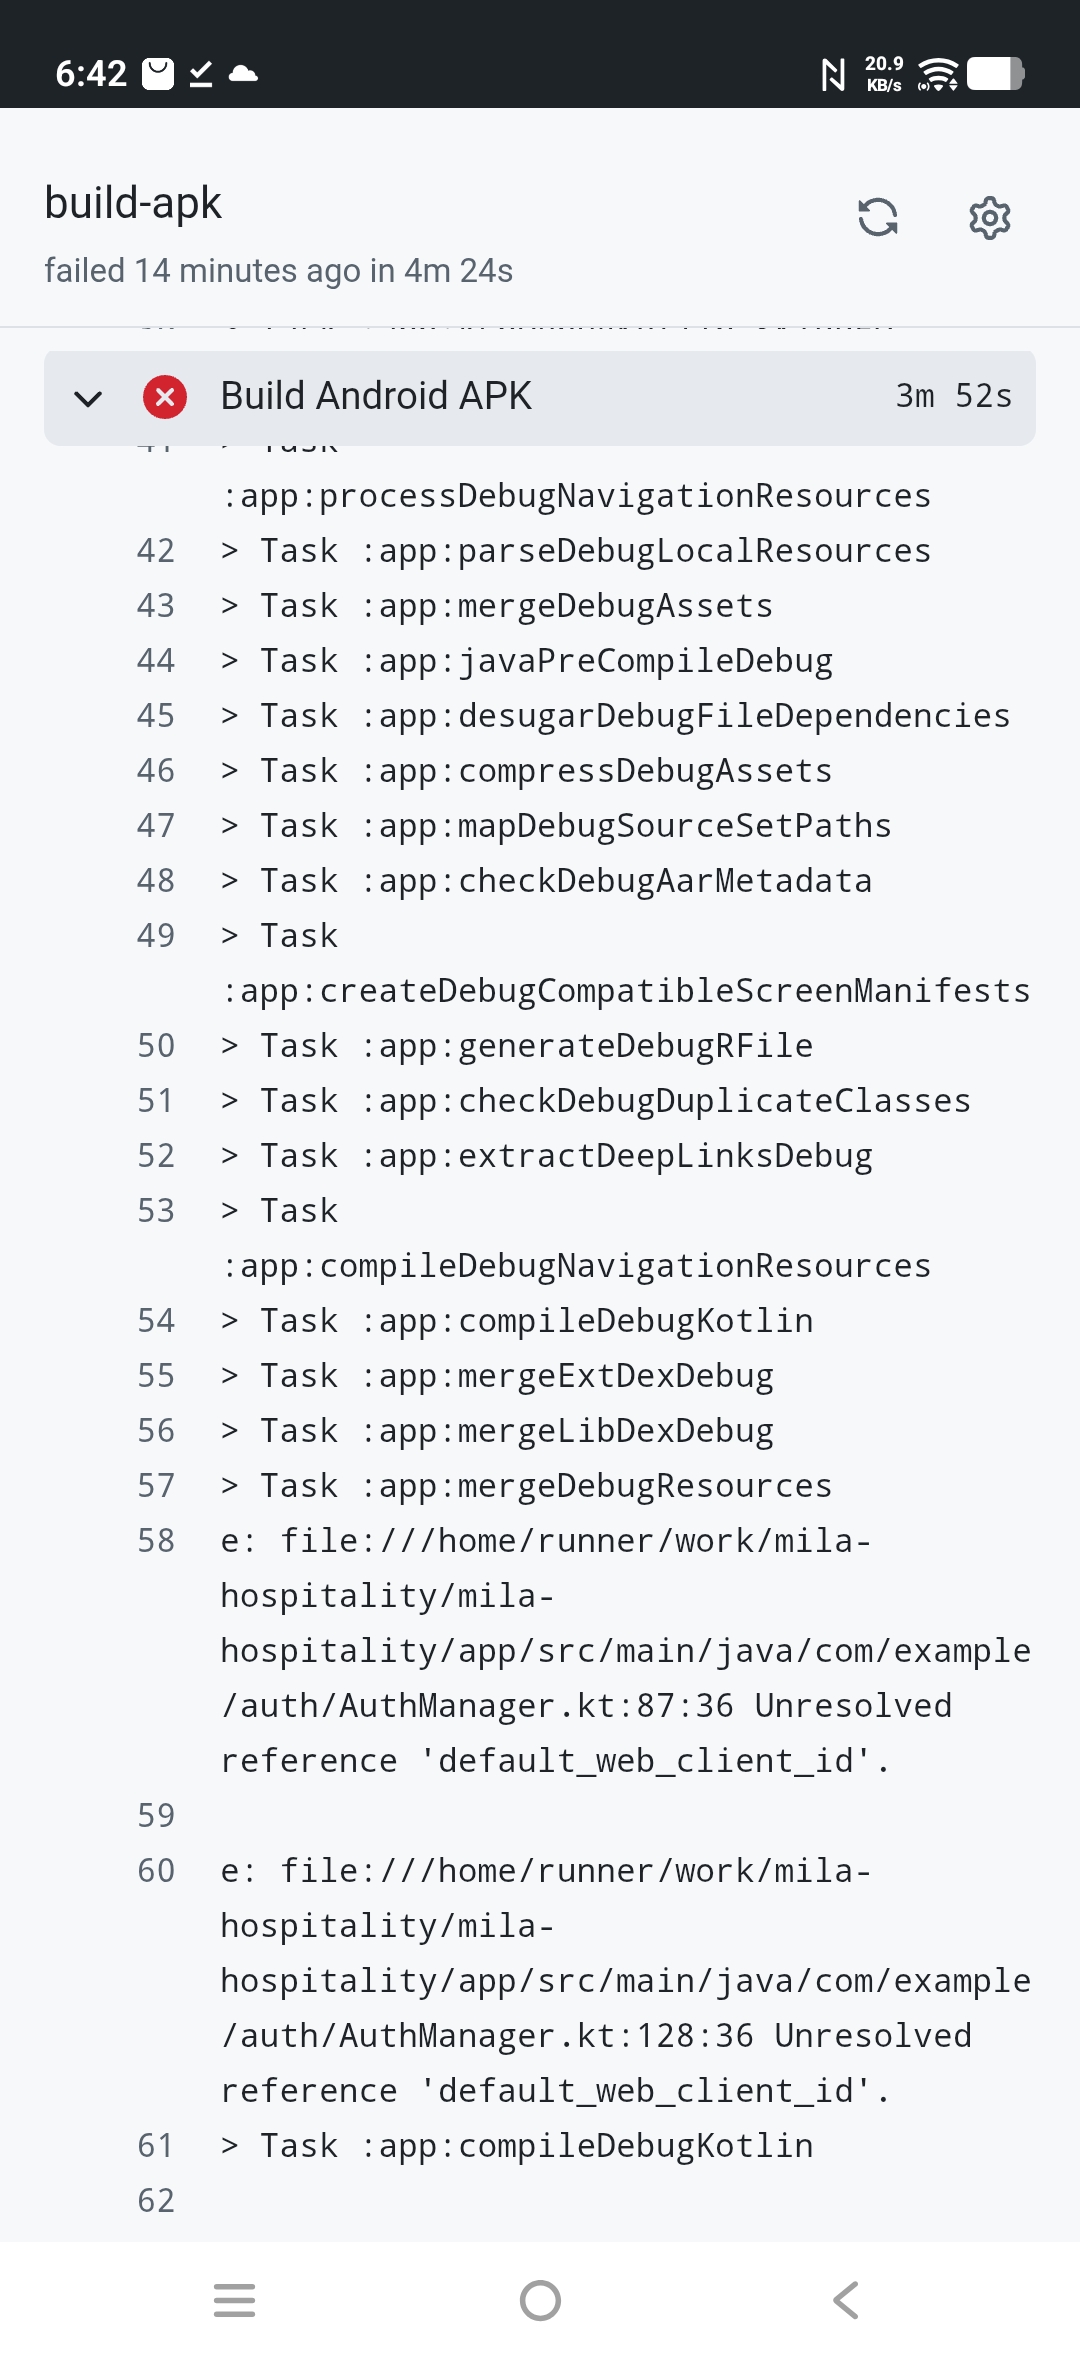 6:42
20.9
KB/s
build-apk
failed 14 minutes ago in 4m 24s
Build Android APK 3m 52s
41 > Task
:app:processDebugNavigationResources
42 > Task :app:parseDebugLocalResources
43 > Task :app:mergeDebugAssets
44 > Task :app:javaPreCompileDebug
45 > Task :app:desugarDebugFileDependencies
46 > Task :app:compressDebugAssets
47 > Task :app:mapDebugSourceSetPaths
48 > Task :app:checkDebugAarMetadata
49 > Task
:app:createDebugCompatibleScreenManifests
50 > Task :app:generateDebugRFile
51 > Task :app:checkDebugDuplicateClasses
52 > Task :app:extractDeepLinksDebug
53 > Task
:app:compileDebugNavigationResources
54 > Task :app:compileDebugKotlin
55 > Task :app:mergeExtDexDebug
56 > Task :app:mergeLibDexDebug
57 > Task :app:mergeDebugResources
58 e: file:///home/runner/work/mila-
hospitality/mila-
hospitality/app/src/main/java/com/example
/auth/AuthManager.kt:87:36 Unresolved
reference 'default_web_client_id'.
59
60 e: file:///home/runner/work/mila-
hospitality/mila-
hospitality/app/src/main/java/com/example
/auth/AuthManager.kt:128:36 Unresolved
reference 'default_web_client_id'.
61 > Task :app:compileDebugKotlin
62